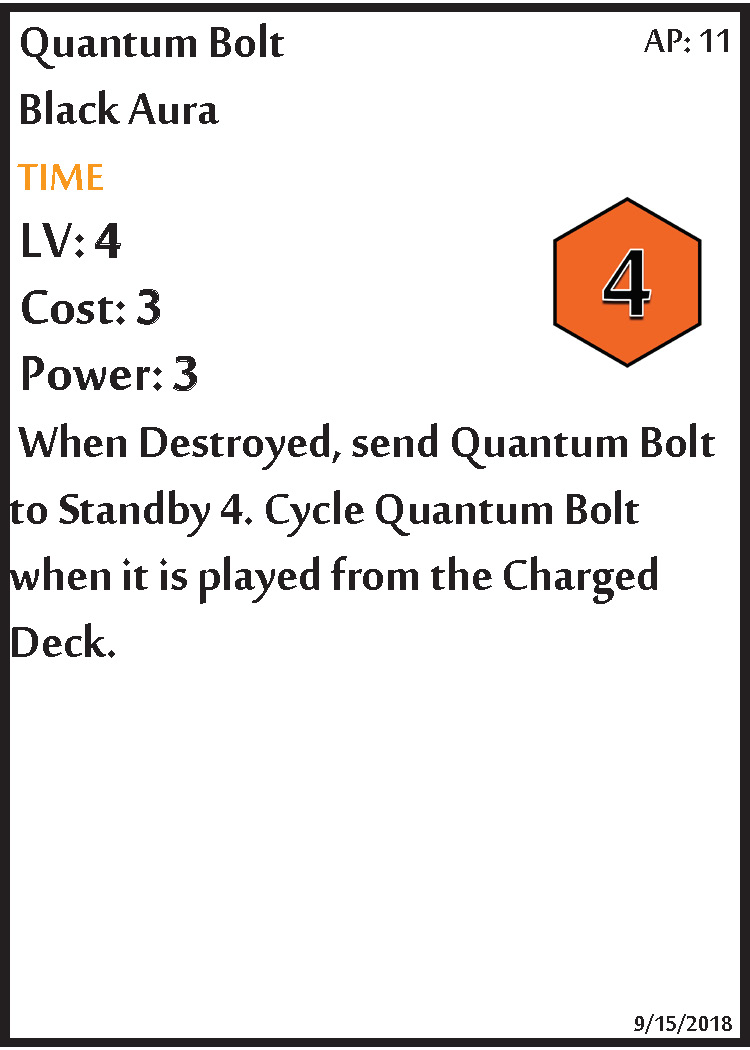 Quantum Bolt
AP: 11
Black Aura
TIME
LV: 4
4
Cost: 3
Power: 3
When Destroyed, send Quantum Bolt
to Standby 4. Cycle Quantum Bolt
when it is played from the Charged
Deck.
9/15/2018